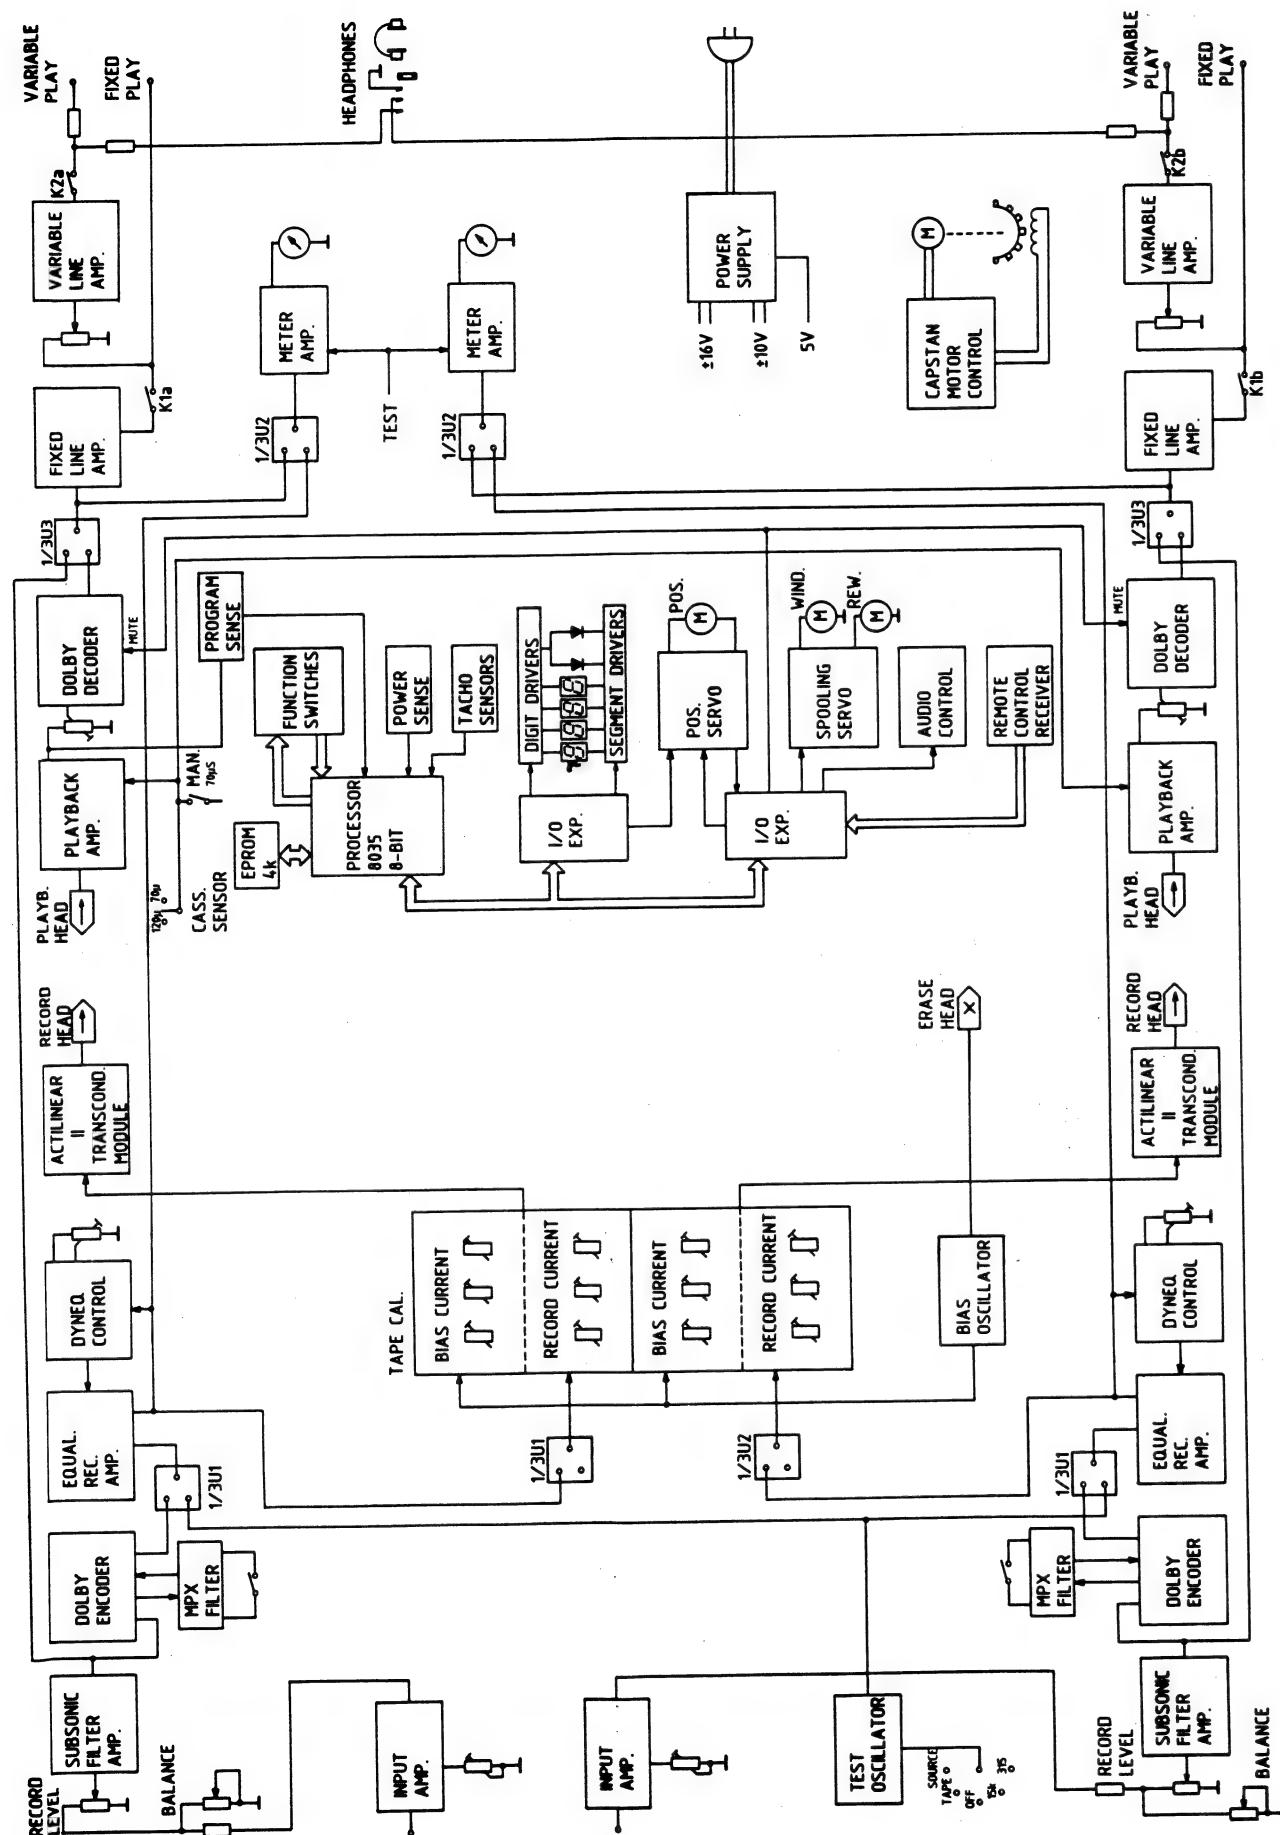 VARIABLE
PLAY
FIXED
PLAY
HEADPHONES
VARIABLE
PLAY
FIXED
PLAY
K2a
VARIABLE
LINE
AMP.
METER
AMP.
METER
AMP.
POWER
SUPPLY
±16V
±10V
5V
M
CAPSTAN
MOTOR
CONTROL
K2b
VARIABLE
LINE
AMP.
K1a
FIXED
LINE
AMP.
1/3U2
TEST
1/3U2
K1b
FIXED
LINE
AMP.
1/3U3
1/3U3
DOLBY
DECODER
MUTE
PROGRAM
SENSE
FUNCTION
SWITCHES
POWER
SENSE
TACHO
SENSORS
DIGIT DRIVERS
SEGMENT DRIVERS
POS.
M
POS.
SERVO
WIND.
M
REW.
M
SPOOLING
SERVO
AUDIO
CONTROL
REMOTE
CONTROL
RECEIVER
MUTE
DOLBY
DECODER
PLAYBACK
AMP.
MAN.
70µS
EPROM
4k
PROCESSOR
8035
8-BIT
I/O
EXP.
I/O
EXP.
PLAYBACK
AMP.
PLAYB.
HEAD
120µ
70µ
CASS.
SENSOR
PLAYB.
HEAD
RECORD
HEAD
ERASE
HEAD
X
RECORD
HEAD
ACTILINEAR
II
TRANSCOND.
MODULE
ACTILINEAR
II
TRANSCOND.
MODULE
DYNEQ
CONTROL
TAPE CAL.
BIAS CURRENT
RECORD CURRENT
BIAS CURRENT
RECORD CURRENT
BIAS
OSCILLATOR
DYNEQ
CONTROL
EQUAL.
REC.
AMP.
1/3U1
1/3U1
1/3U2
1/3U1
EQUAL.
REC.
AMP.
DOLBY
ENCODER
MPX
FILTER
MPX
FILTER
DOLBY
ENCODER
SUBSONIC
FILTER
AMP.
RECORD
LEVEL
BALANCE
INPUT
AMP.
INPUT
AMP.
TEST
OSCILLATOR
SOURCE
TAPE
OFF
15k
315
RECORD
LEVEL
SUBSONIC
FILTER
AMP.
BALANCE